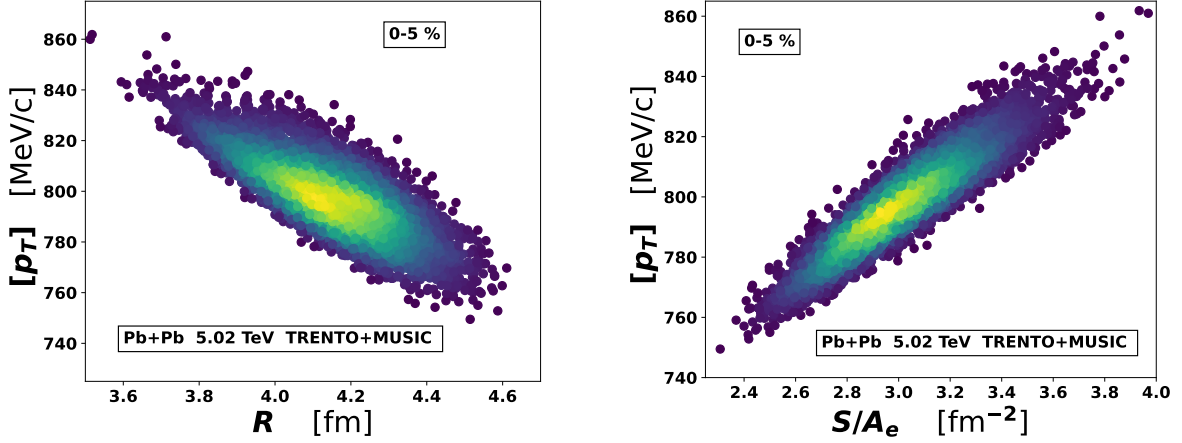 860
840
820
800
780
760
740
[p_T] [MeV/c]
0-5 %
Pb+Pb 5.02 TeV TRENTO+MUSIC
3.6 3.8 4.0 4.2 4.4 4.6
R [fm]
860
840
820
800
780
760
740
[p_T] [MeV/c]
0-5 %
Pb+Pb 5.02 TeV TRENTO+MUSIC
2.4 2.6 2.8 3.0 3.2 3.4 3.6 3.8 4.0
S/A_e [fm⁻²]